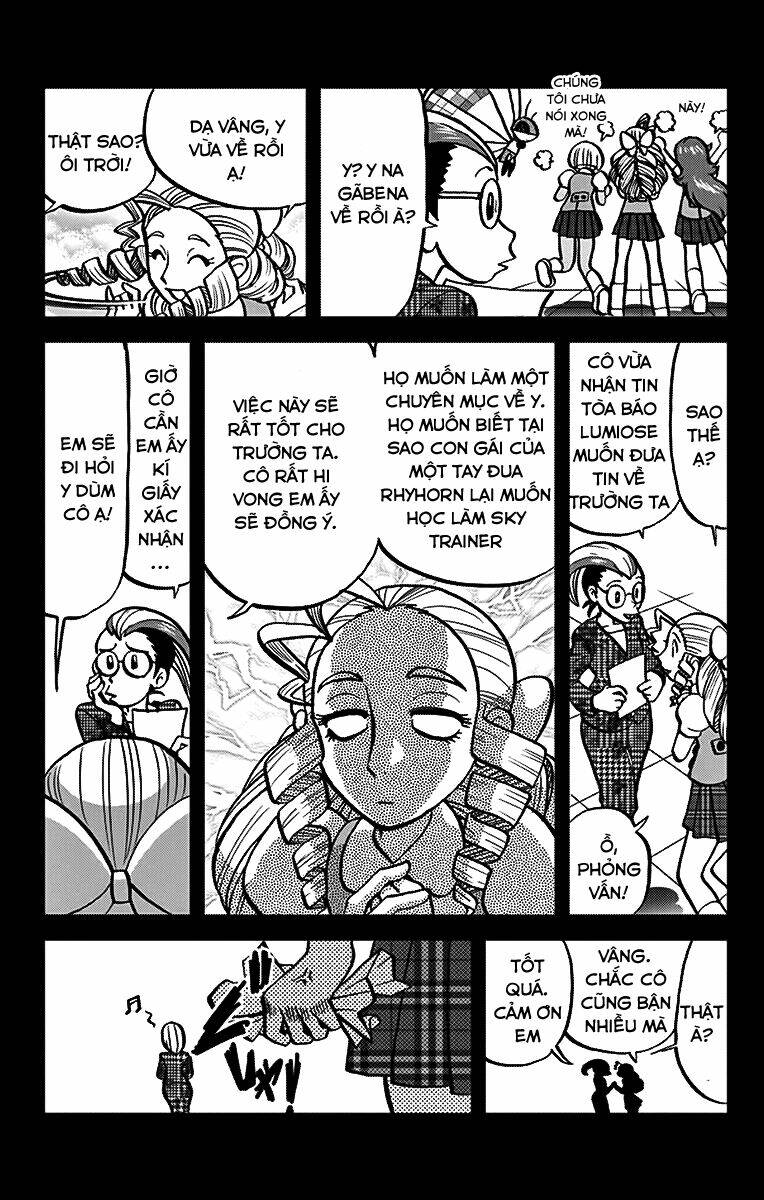 NÀY!
CHÚNG
TÔI CHƯA
NÓI XONG
MÀ!
Y? Y NA
GÃBENA
VỀ RỒI À?
DẠ VÂNG, Y
VỪA VỀ RỒI
Ạ!
THẬT SAO?
ÔI TRỜI!
SAO
THẾ
Ạ?
CÔ VỪA
NHẬN TIN
TÒA BÁO
LUMIOSE
MUỐN ĐƯA
TIN VỀ
TRƯỜNG TA
Ồ,
PHỎNG
VẤN!
HỌ MUỐN LÀM MỘT
CHUYÊN MỤC VỀ Y.
HỌ MUỐN BIẾT TẠI
SAO CON GÁI CỦA
MỘT TAY ĐUA
RHYHORN LẠI MUỐN
HỌC LÀM SKY
TRAINER
VIỆC NÀY SẼ
RẤT TỐT CHO
TRƯỜNG TA.
CÔ RẤT HI
VONG EM ẤY
SẼ ĐỒNG Ý.
GIỜ
CÔ
CẦN
EM ẤY
KÍ
GIẤY
XÁC
NHẬN
...
EM SẼ
ĐI HỎI
Y DÙM
CÔ Ạ!
THẬT
À?
VÂNG.
CHẮC CÔ
CŨNG BẬN
NHIỀU MÀ
TỐT
QUÁ.
CẢM ƠN
EM